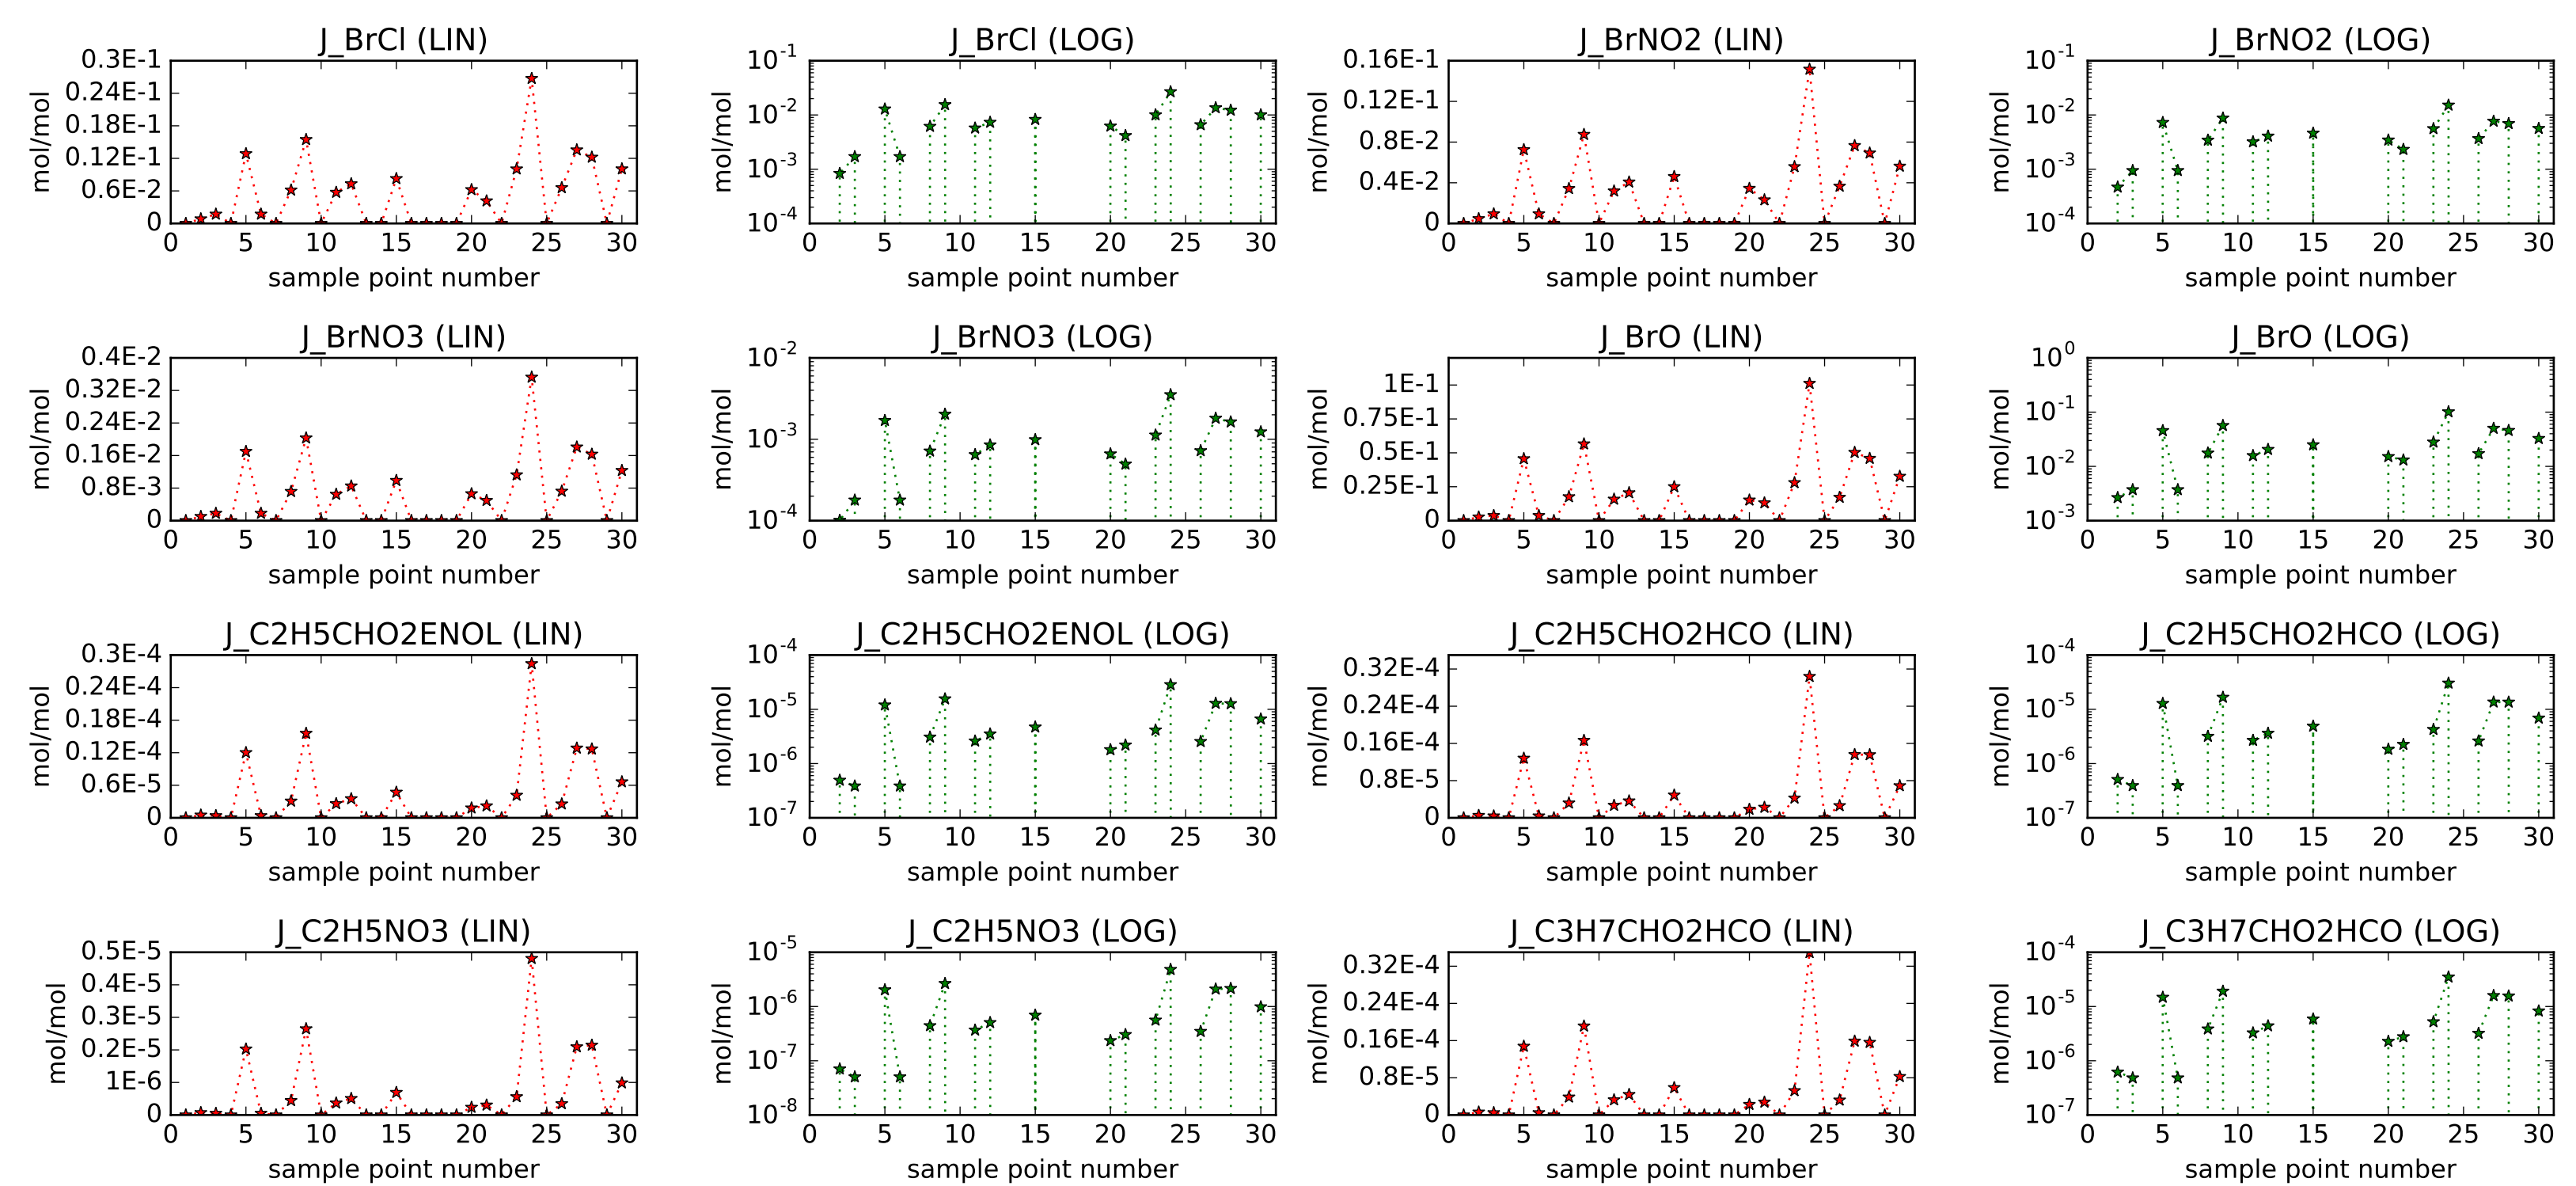 J_BrCl (LIN) J_BrCl (LOG) J_BrNO2 (LIN) J_BrNO2 (LOG)
0.3E-1 10^-1 0.16E-1 10^-1
0.24E-1 10^-2 0.12E-1 10^-2
0.18E-1 10^-3 0.8E-2 10^-3
0.12E-1 10^-4 0.4E-2 10^-4
0.6E-2 0
0
mol/mol mol/mol mol/mol mol/mol
0 5 10 15 20 25 30 0 5 10 15 20 25 30 0 5 10 15 20 25 30 0 5 10 15 20 25 30
sample point number sample point number sample point number sample point number
J_BrNO3 (LIN) J_BrNO3 (LOG) J_BrO (LIN) J_BrO (LOG)
0.4E-2 10^-2 1E-1 10^0
0.32E-2 10^-3 0.75E-1 10^-1
0.24E-2 10^-4 0.5E-1 10^-2
0.16E-2 0.25E-1 10^-3
0.8E-3 0
0
mol/mol mol/mol mol/mol mol/mol
0 5 10 15 20 25 30 0 5 10 15 20 25 30 0 5 10 15 20 25 30 0 5 10 15 20 25 30
sample point number sample point number sample point number sample point number
J_C2H5CHO2ENOL (LIN) J_C2H5CHO2ENOL (LOG) J_C2H5CHO2HCO (LIN) J_C2H5CHO2HCO (LOG)
0.3E-4 10^-4 0.32E-4 10^-4
0.24E-4 10^-5 0.24E-4 10^-5
0.18E-4 10^-6 0.16E-4 10^-6
0.12E-4 10^-7 0.8E-5 10^-7
0.6E-5 0
0
mol/mol mol/mol mol/mol mol/mol
0 5 10 15 20 25 30 0 5 10 15 20 25 30 0 5 10 15 20 25 30 0 5 10 15 20 25 30
sample point number sample point number sample point number sample point number
J_C2H5NO3 (LIN) J_C2H5NO3 (LOG) J_C3H7CHO2HCO (LIN) J_C3H7CHO2HCO (LOG)
0.5E-5 10^-5 0.32E-4 10^-4
0.4E-5 10^-6 0.24E-4 10^-5
0.3E-5 10^-7 0.16E-4 10^-6
0.2E-5 10^-8 0.8E-5 10^-7
1E-6 0
0
mol/mol mol/mol mol/mol mol/mol
0 5 10 15 20 25 30 0 5 10 15 20 25 30 0 5 10 15 20 25 30 0 5 10 15 20 25 30
sample point number sample point number sample point number sample point number